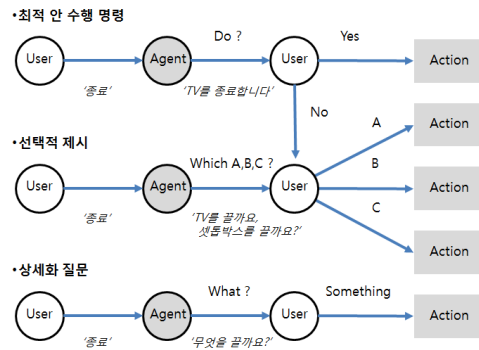 •최적 안 수행 명령
Do ?
Yes
User
Agent
User
Action
‘종료’
‘TV를 종료합니다’
No
A
Action
•선택적 제시
Which A,B,C ?
B
User
Agent
User
Action
‘종료’
‘TV를 끌까요,
셋톱박스를 끌까요?’
C
Action
•상세화 질문
What ?
Something
User
Agent
User
Action
‘종료’
‘무엇을 끌까요?’